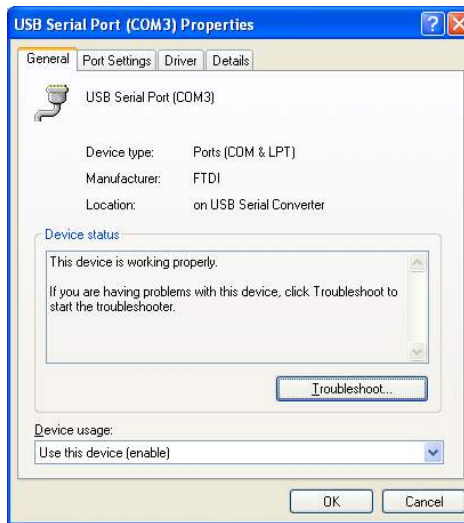 USB Serial Port (COM3) Properties
General Port Settings Driver Details
USB Serial Port (COM3)
Device type: Ports (COM & LPT)
Manufacturer: FTDI
Location: on USB Serial Converter
Device status
This device is working properly.
If you are having problems with this device, click Troubleshoot to
start the troubleshooter.
Troubleshoot...
Device usage:
Use this device (enable)
OK Cancel